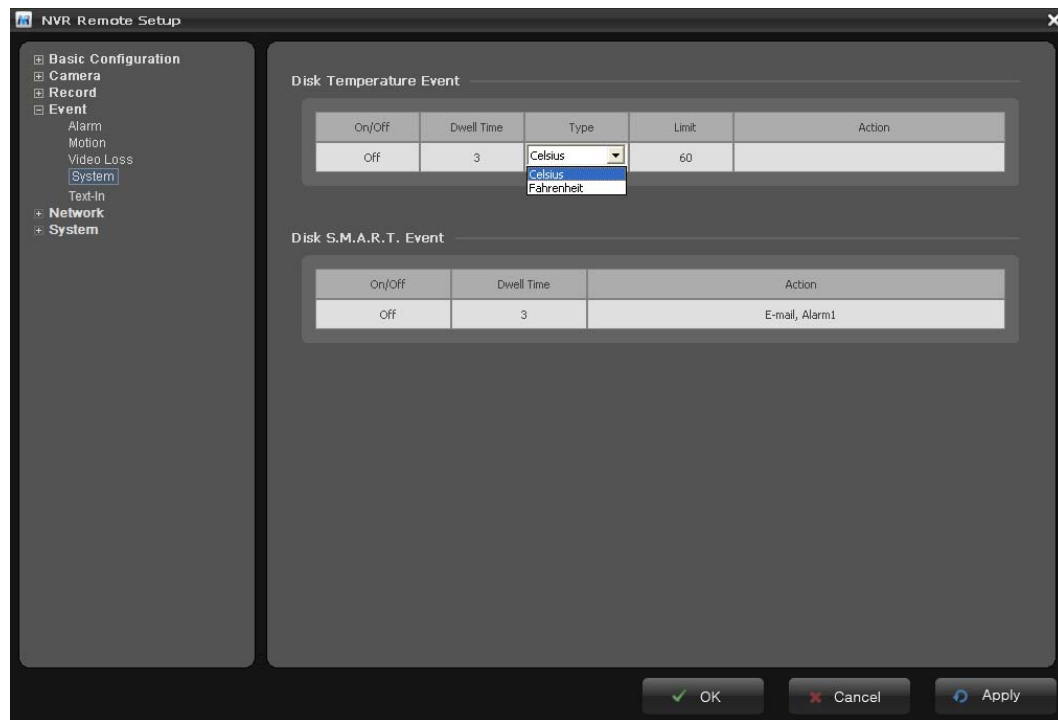 NVR Remote Setup
Basic Configuration
Camera
Record
Event
Alarm
Motion
Video Loss
System
Text-In
Network
System
Disk Temperature Event
On/Off Dwell Time Type Limit Action
Off 3 Celsius 60
Celsius
Fahrenheit
Disk S.M.A.R.T. Event
On/Off Dwell Time Action
Off 3 E-mail, Alarm1
OK Cancel Apply